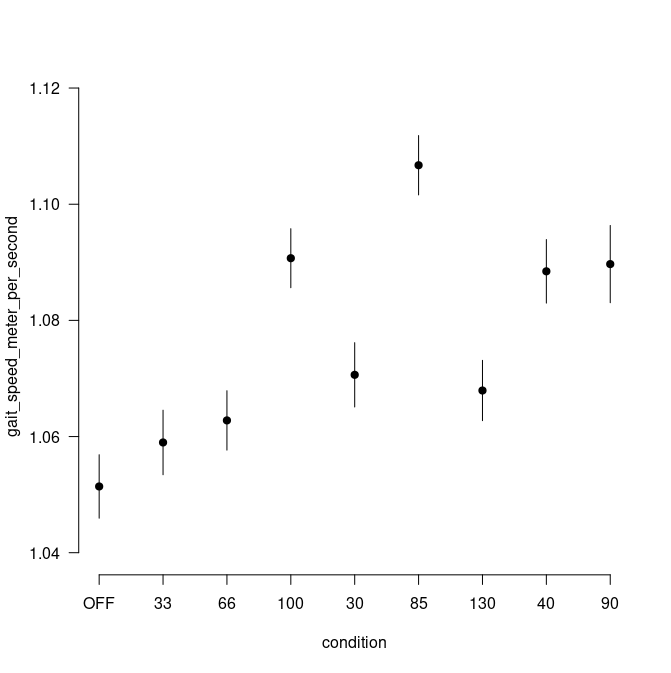 1.12
1.10
1.08
1.06
1.04
gait_speed_meter_per_second
OFF 33 66 100 30 85 130 40 90
condition